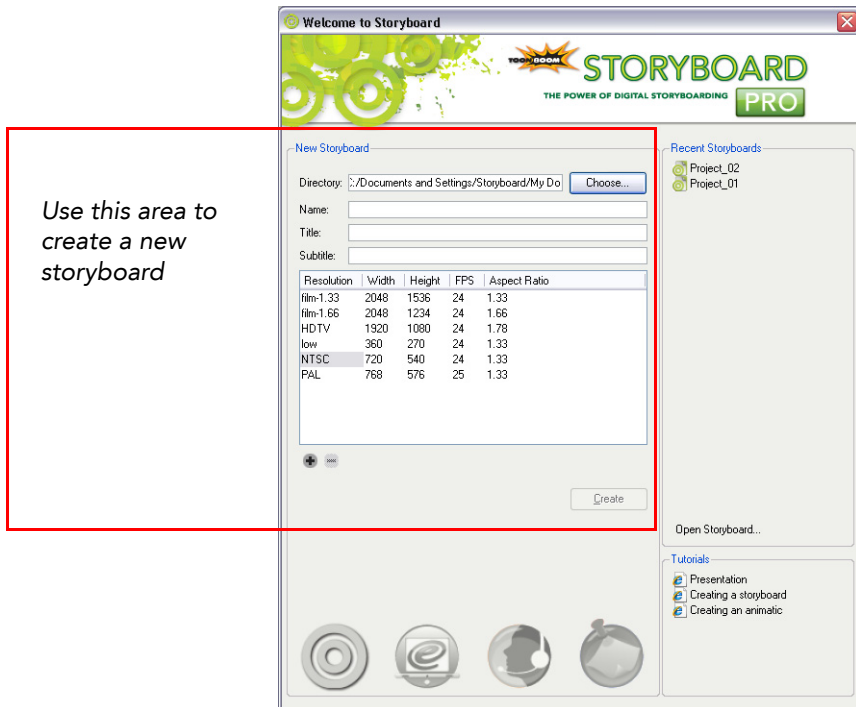 Welcome to Storyboard
TOON BOOM STORYBOARD
THE POWER OF DIGITAL STORYBOARDING PRO
Use this area to
create a new
storyboard
New Storyboard
Directory: :/Documents and Settings/Storyboard/My Do Choose...
Name:
Title:
Subtitle:
Resolution Width Height FPS Aspect Ratio
film-1.33 2048 1536 24 1.33
film-1.66 2048 1234 24 1.66
HDTV 1920 1080 24 1.78
low 360 270 24 1.33
NTSC 720 540 24 1.33
PAL 768 576 25 1.33
Create
Recent Storyboards
Project_02
Project_01
Open Storyboard...
Tutorials
Presentation
Creating a storyboard
Creating an animatic